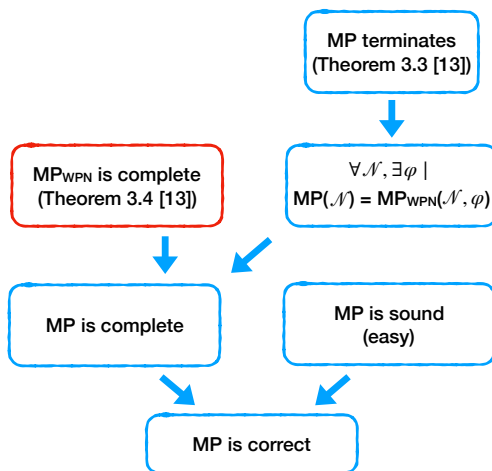 MP terminates
(Theorem 3.3 [13])
MPWPN is complete
(Theorem 3.4 [13])
∀𝒩, ∃φ |
MP(𝒩) = MPWPN(𝒩, φ)
MP is complete
MP is sound
(easy)
MP is correct